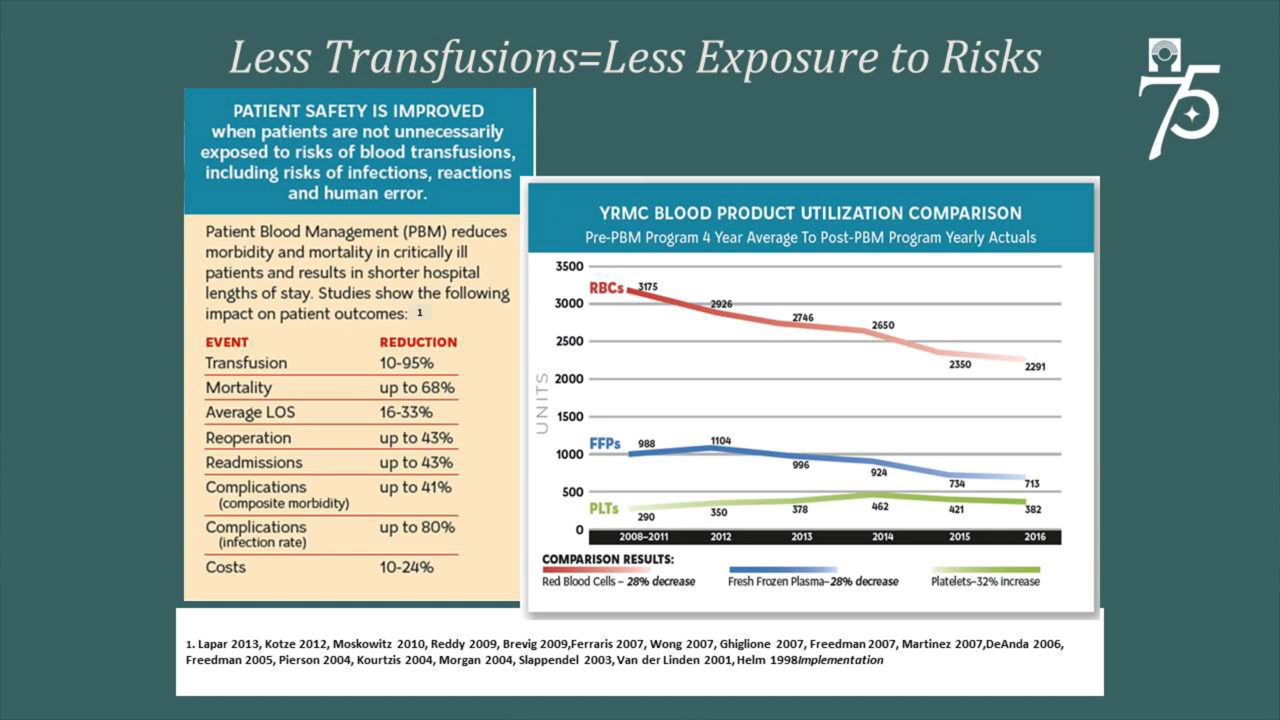 Less Transfusions=Less Exposure to Risks
75
PATIENT SAFETY IS IMPROVED
when patients are not unnecessarily
exposed to risks of blood transfusions,
including risks of infections, reactions
and human error.
Patient Blood Management (PBM) reduces
morbidity and mortality in critically ill
patients and results in shorter hospital
lengths of stay. Studies show the following
impact on patient outcomes: 1
EVENT REDUCTION
Transfusion 10-95%
Mortality up to 68%
Average LOS 16-33%
Reoperation up to 43%
Readmissions up to 43%
Complications up to 41%
(composite morbidity)
Complications up to 80%
(infection rate)
Costs 10-24%
YRMC BLOOD PRODUCT UTILIZATION COMPARISON
Pre-PBM Program 4 Year Average To Post-PBM Program Yearly Actuals
UNITS
3500
3000
2500
2000
1500
1000
500
0
RBCs 3175 2926 2746 2650 2350 2291
FFPs 988 1104 996 924 734 713
PLTs 290 350 378 462 421 382
2008–2011 2012 2013 2014 2015 2016
COMPARISON RESULTS:
Red Blood Cells – 28% decrease Fresh Frozen Plasma–28% decrease Platelets–32% increase
1. Lapar 2013, Kotze 2012, Moskowitz 2010, Reddy 2009, Brevig 2009,Ferraris 2007, Wong 2007, Ghiglione 2007, Freedman 2007, Martinez 2007,DeAnda 2006,
Freedman 2005, Pierson 2004, Kourtzis 2004, Morgan 2004, Slappendel 2003, Van der Linden 2001, Helm 1998Implementation